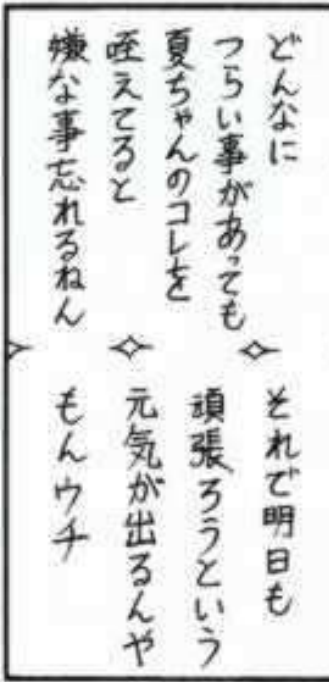 どんなに
つらい事があっても
夏ちゃんのコレを
咥えてると
嫌な事忘れるねん
それで明日も
頑張ろうという
元気が出るんや
もんウチ